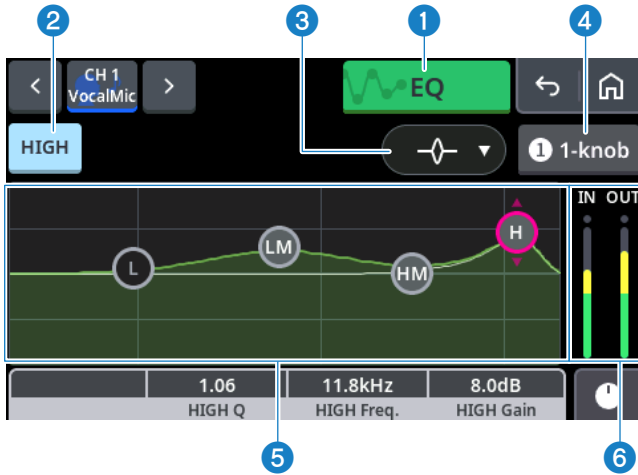 2 3 1 4
< CH 1 VocalMic > EQ
HIGH 1 1-knob
IN OUT
L LM HM H
1.06 11.8kHz 8.0dB
HIGH Q HIGH Freq. HIGH Gain
5 6